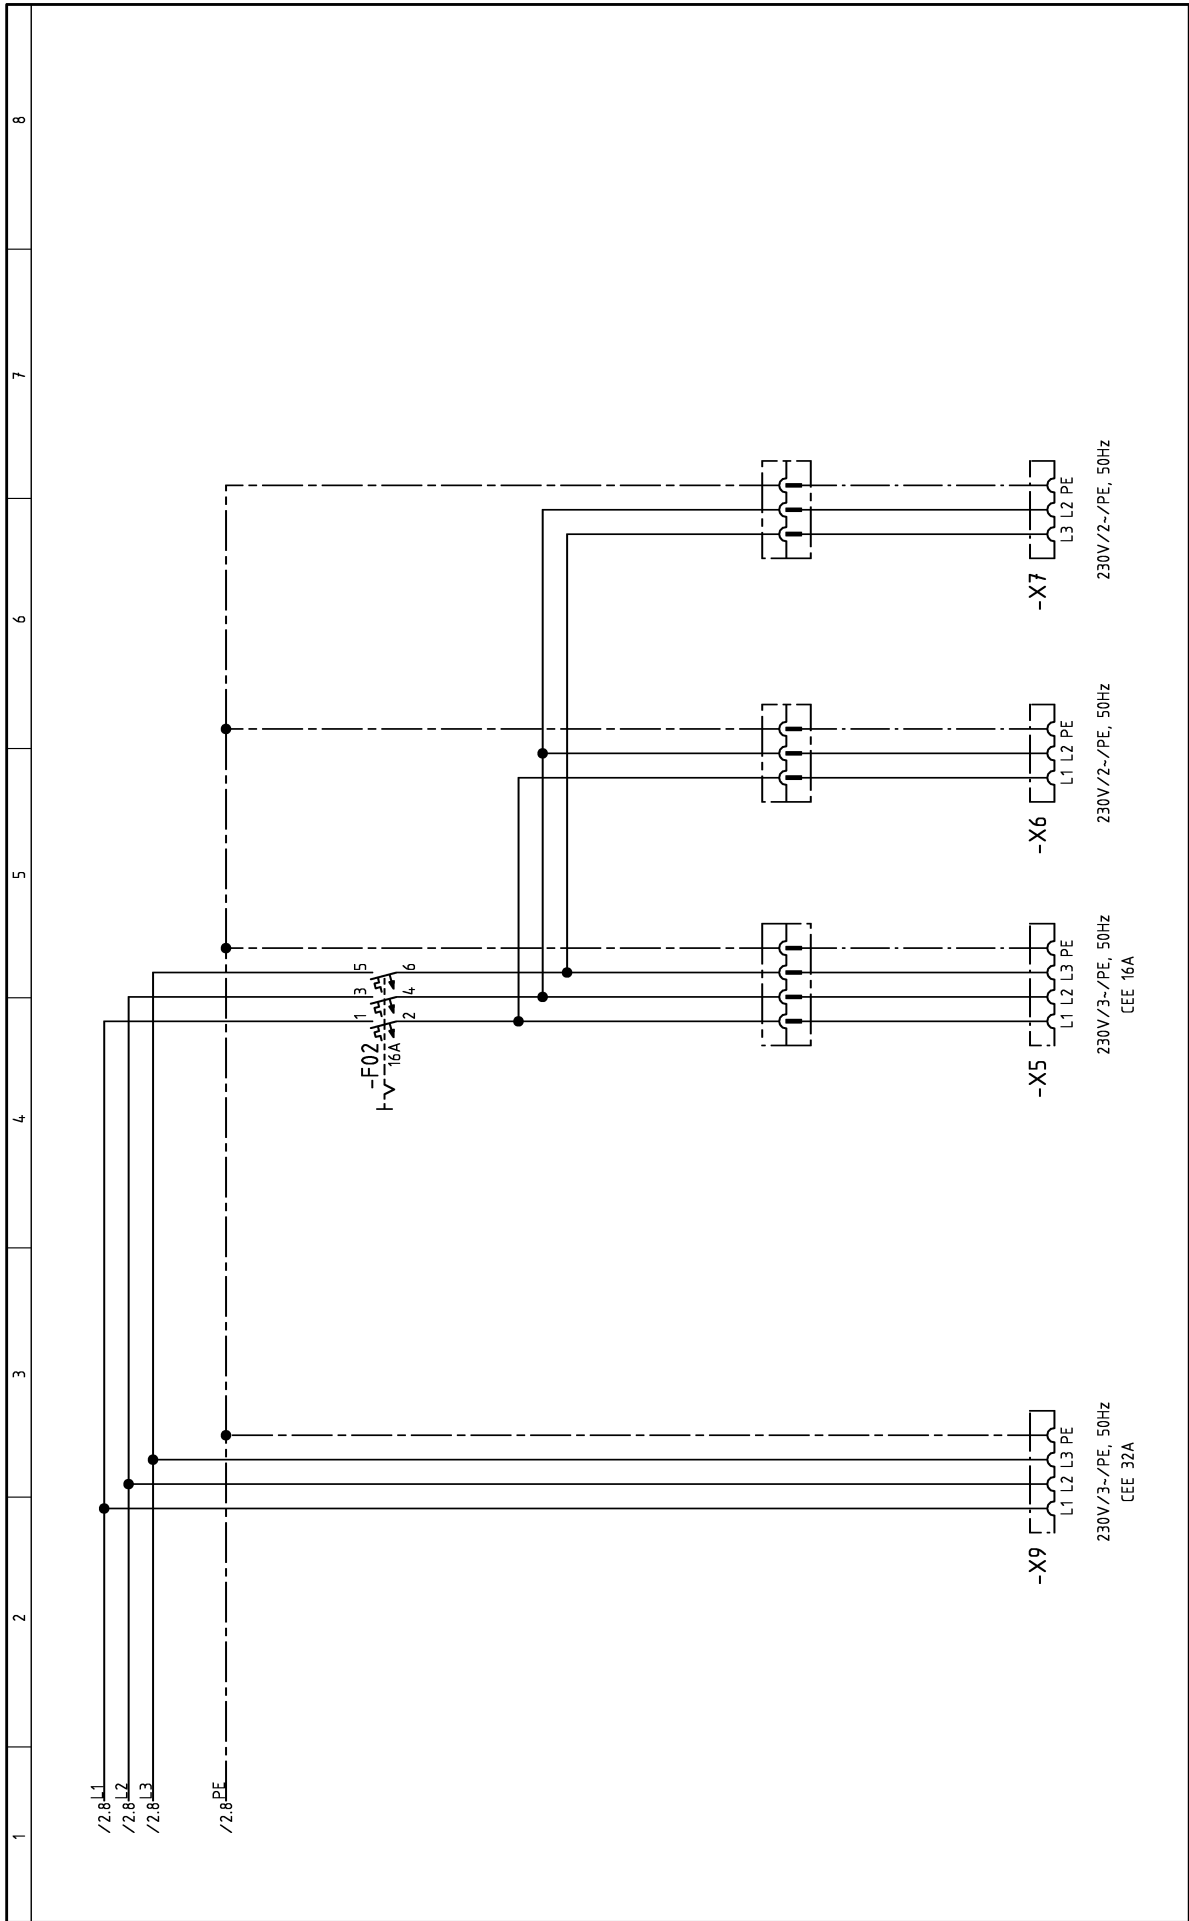 1
2
3
4
5
6
7
8
/2.8 L1
/2.8 L2
/2.8 L3
/2.8 PE
-F02
16A
1 3 5
2 4 6
-X9
L1 L2 L3 PE
230V/3~/PE, 50Hz
CEE 32A
-X5
L1 L2 L3 PE
230V/3~/PE, 50Hz
CEE 16A
-X6
L1 L2 PE
230V/2~/PE, 50Hz
-X7
L3 L2 PE
230V/2~/PE, 50Hz